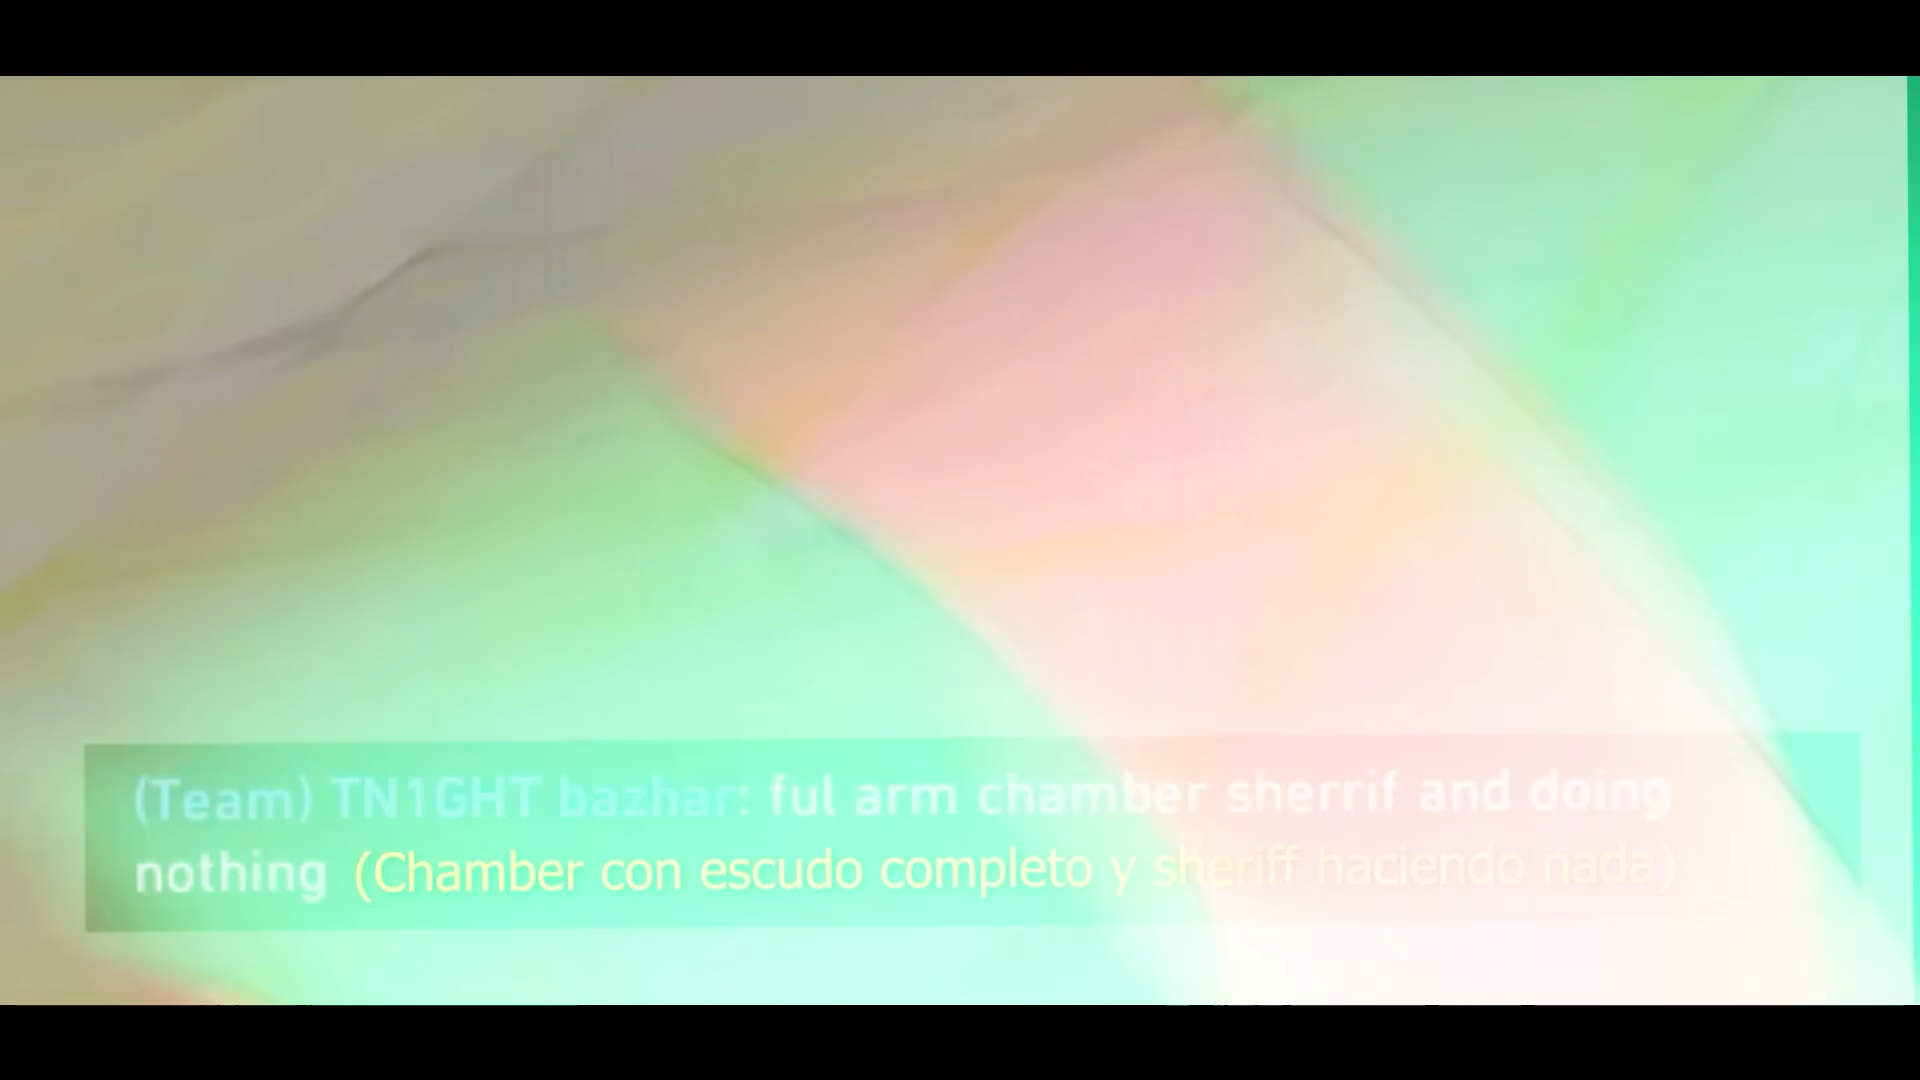 (Team) TN1GHT bazhar: ful arm chamber sherrif and doing
nothing (Chamber con escudo completo y sheriff haciendo nada)